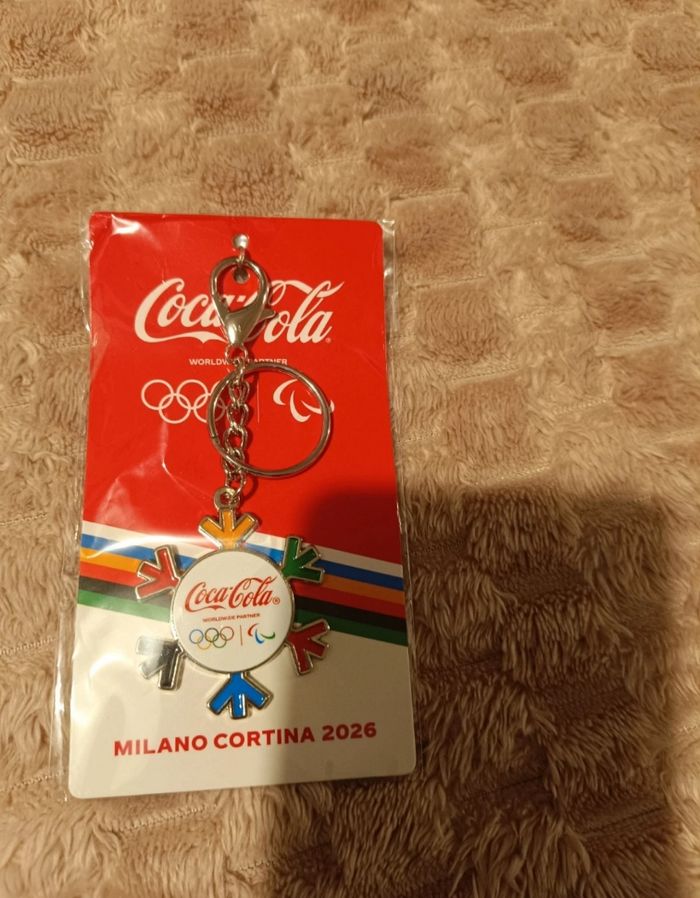 Coca-Cola
WORLDWIDE PARTNER
Coca-Cola®
WORLDWIDE PARTNER
MILANO CORTINA 2026